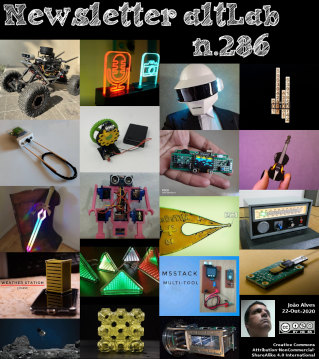 Newsletter altLab
n.286
WEATHER STATION
M5STACK
MULTI-TOOL
João Alves
22-Out-2020
Creative Commons
Attribution-NonCommercial-
ShareAlike 4.0 International